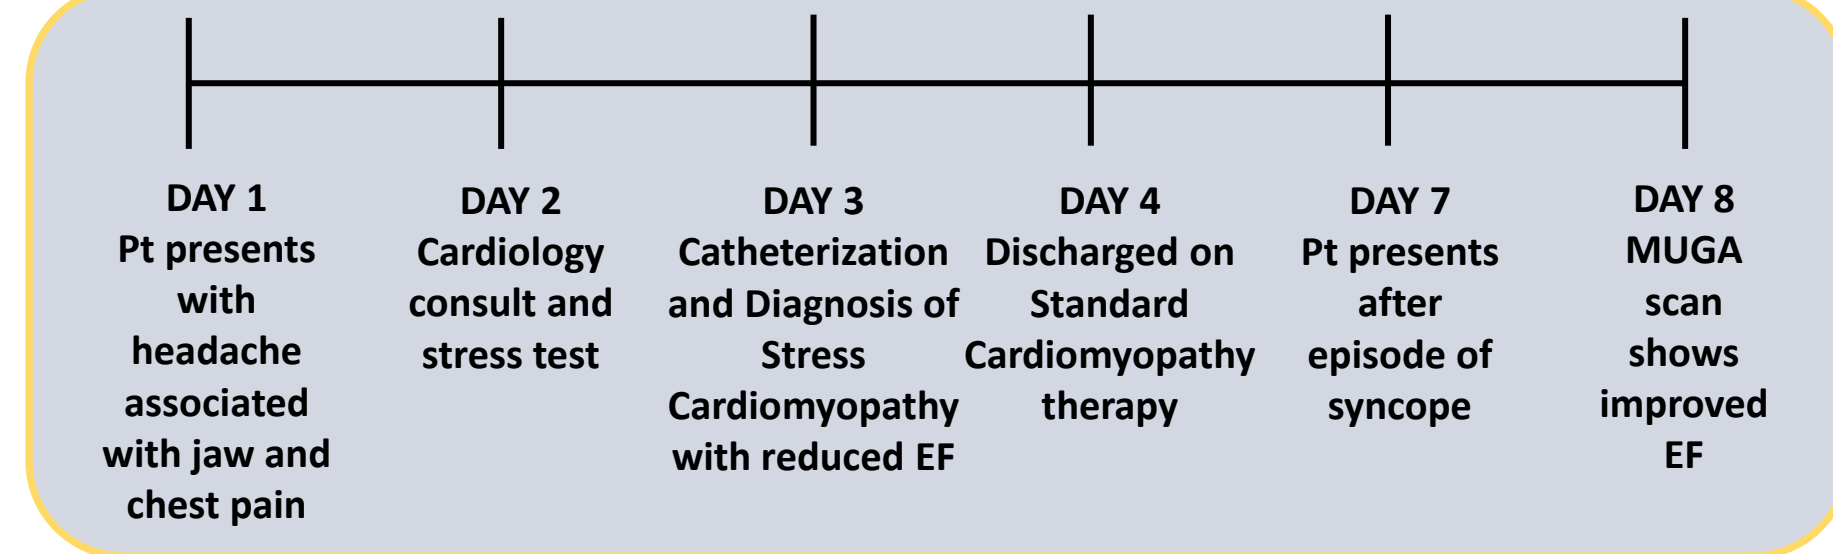 DAY 1
Pt presents
with
headache
associated
with jaw and
chest pain
DAY 2
Cardiology
consult and
stress test
DAY 3
Catheterization
and Diagnosis of
Stress
Cardiomyopathy
with reduced EF
DAY 4
Discharged on
Standard
Cardiomyopathy
therapy
DAY 7
Pt presents
after
episode of
syncope
DAY 8
MUGA
scan
shows
improved
EF